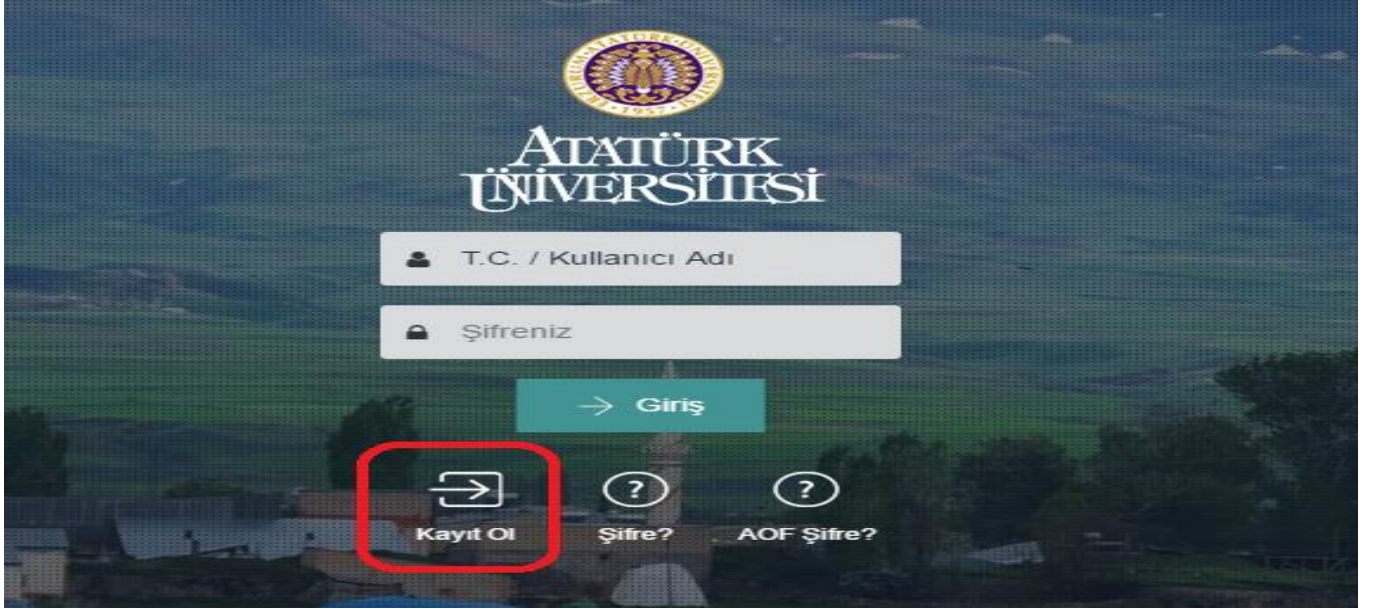 ATATÜRK
ÜNİVERSİTESİ
T.C. / Kullanıcı Adı
Şifreniz
Giriş
Kayıt Ol
Şifre?
AOF Şifre?